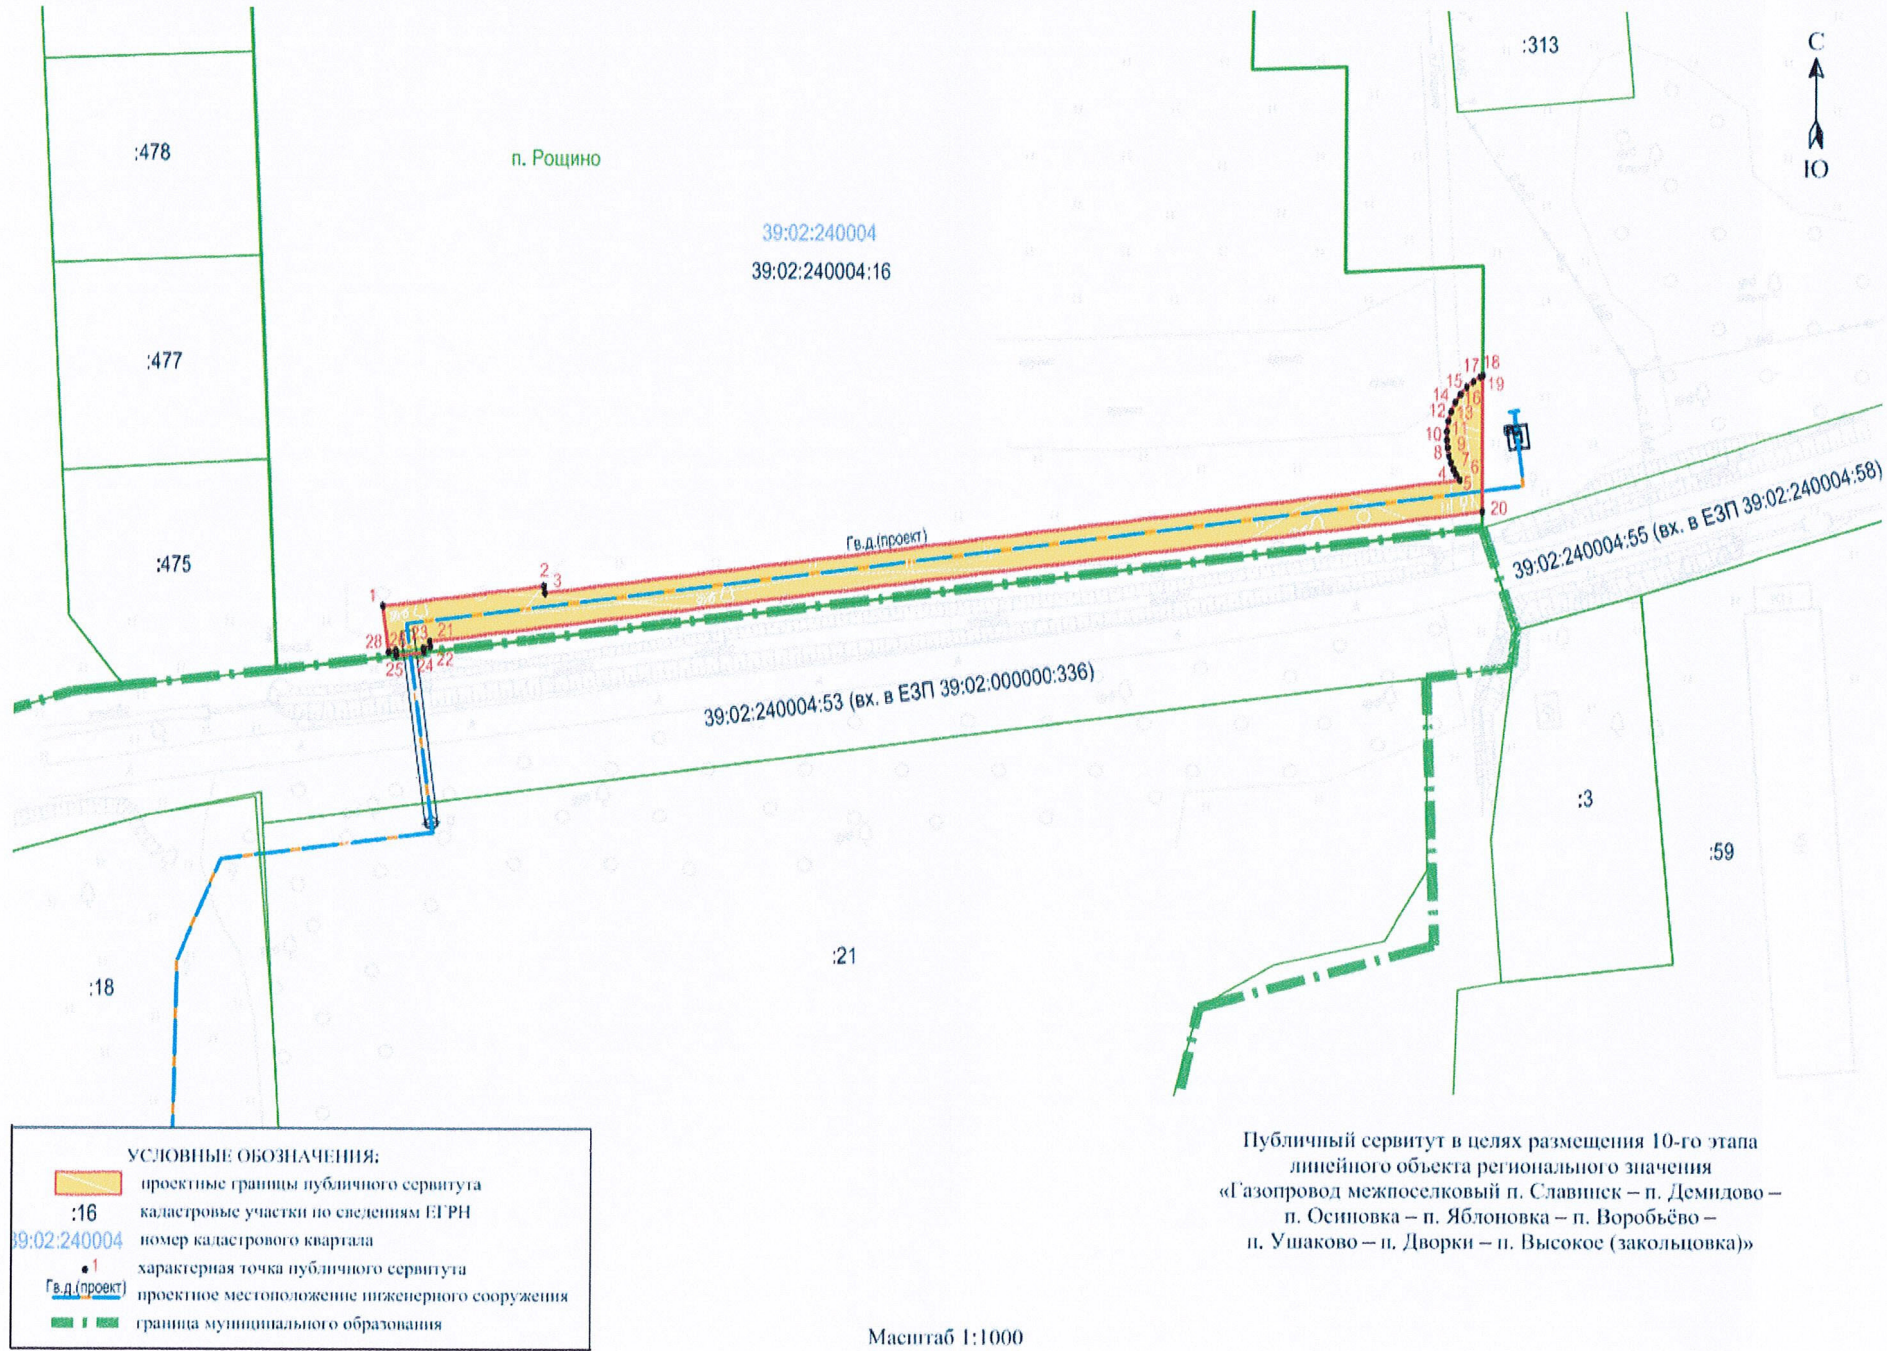 :313
С
Ю
:478
п. Рощино
39:02:240004
39:02:240004:16
:477
:475
17 18
15 19
14 16
12 13
10 11
8 9
7
4 6
5
20
Гв.д.(проект)
2
3
1
28 26 23 21
25 24 22
39:02:240004:55 (вх. в ЕЗП 39:02:240004:58)
39:02:240004:53 (вх. в ЕЗП 39:02:000000:336)
:3
:59
:21
:18
УСЛОВНЫЕ ОБОЗНАЧЕНИЯ:
проектные границы публичного сервитута
:16 кадастровые участки по сведениям ЕГРН
39:02:240004 номер кадастрового квартала
1 характерная точка публичного сервитута
Гв.д.(проект) проектное местоположение инженерного сооружения
граница муниципального образования
Публичный сервитут в целях размещения 10-го этапа
линейного объекта регионального значения
«Газопровод межпоселковый п. Славинск – п. Демидово –
п. Осиновка – п. Яблоновка – п. Воробьёво –
п. Ушаково – п. Дворки – п. Высокое (закольцовка)»
Масштаб 1:1000